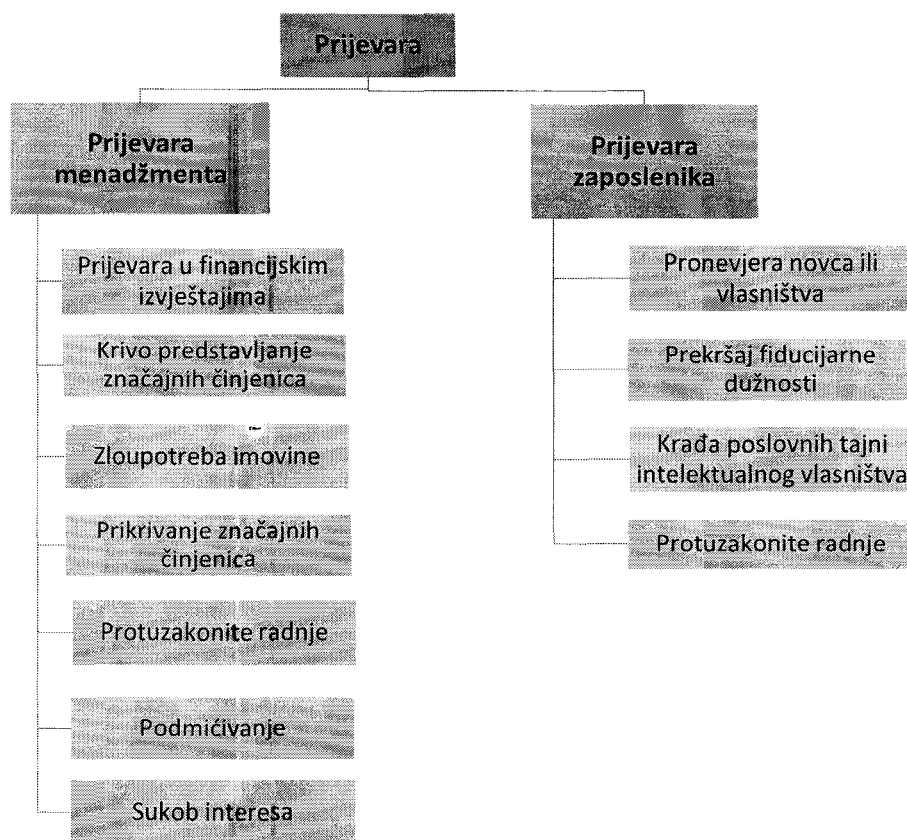 Prijevara
Prijevara
menadžmenta
Prijevara u financijskim
izvještajima
Krivo predstavljanje
značajnih činjenica
Zloupotreba imovine
Prikrivanje značajnih
činjenica
Protuzakonite radnje
Podmićivanje
Sukob interesa
Prijevara
zaposlenika
Pronevjera novca ili
vlasništva
Prekršaj fiducijarne
dužnosti
Krađa poslovnih tajni
intelektualnog vlasništva
Protuzakonite radnje